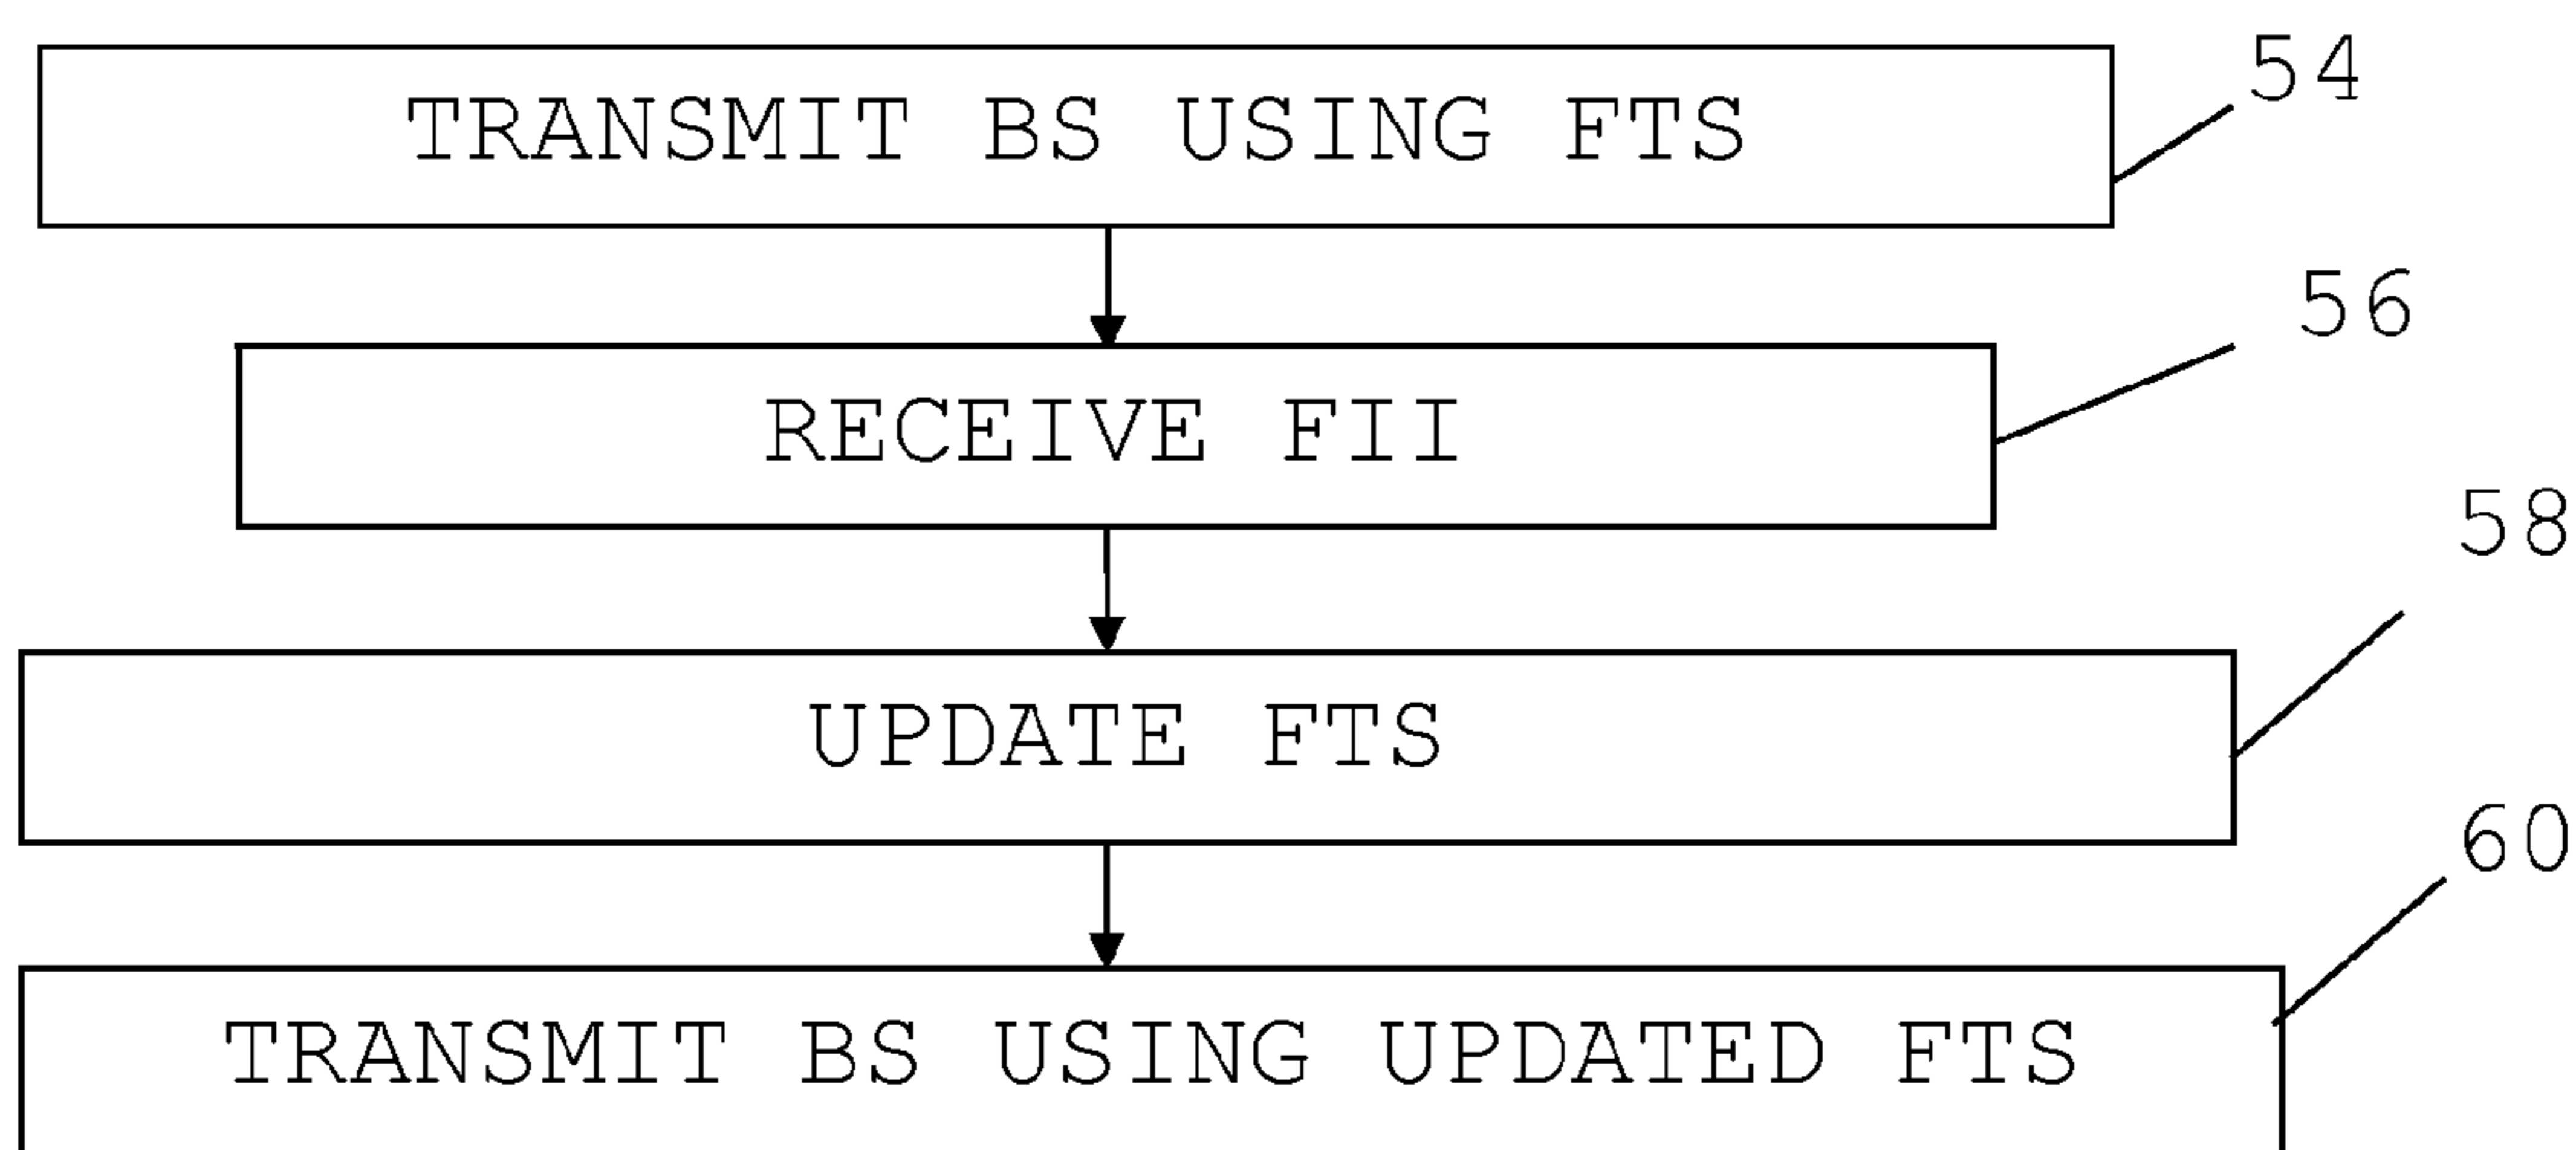 TRANSMIT BS USING FTS
54
RECEIVE FII
56
UPDATE FTS
58
TRANSMIT BS USING UPDATED FTS
60